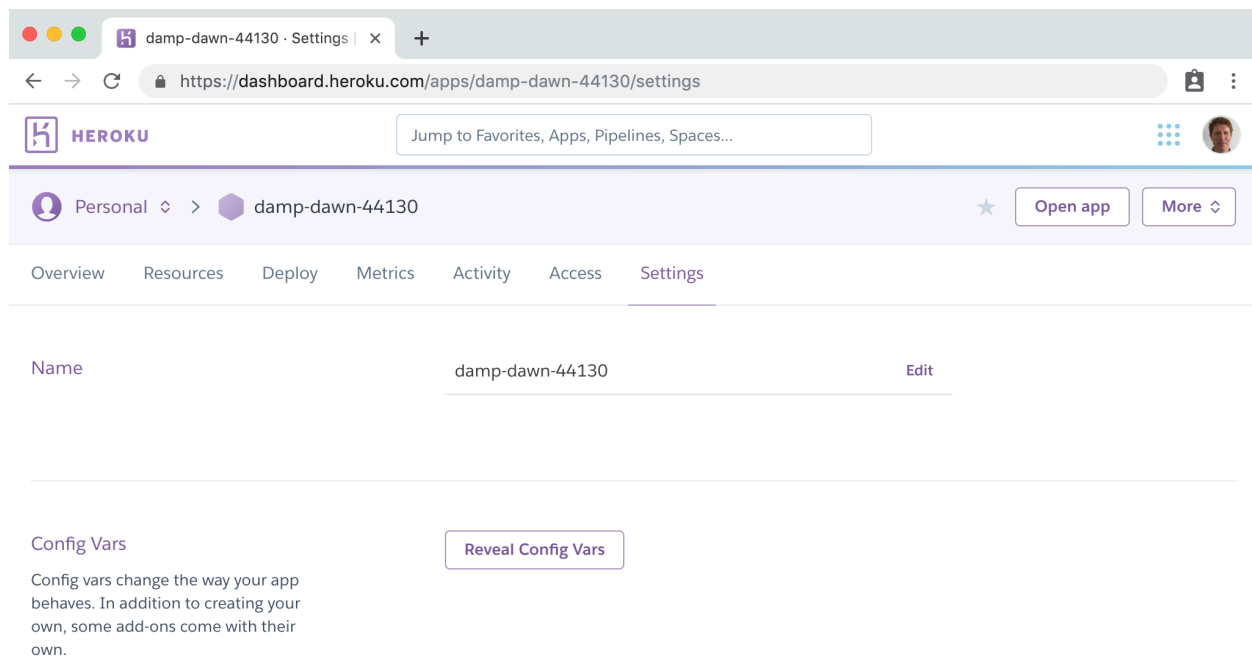 damp-dawn-44130 · Settings
https://dashboard.heroku.com/apps/damp-dawn-44130/settings
HEROKU
Jump to Favorites, Apps, Pipelines, Spaces...
Personal > damp-dawn-44130
Open app
More
Overview Resources Deploy Metrics Activity Access Settings
Name
damp-dawn-44130
Edit
Config Vars
Reveal Config Vars
Config vars change the way your app
behaves. In addition to creating your
own, some add-ons come with their
own.